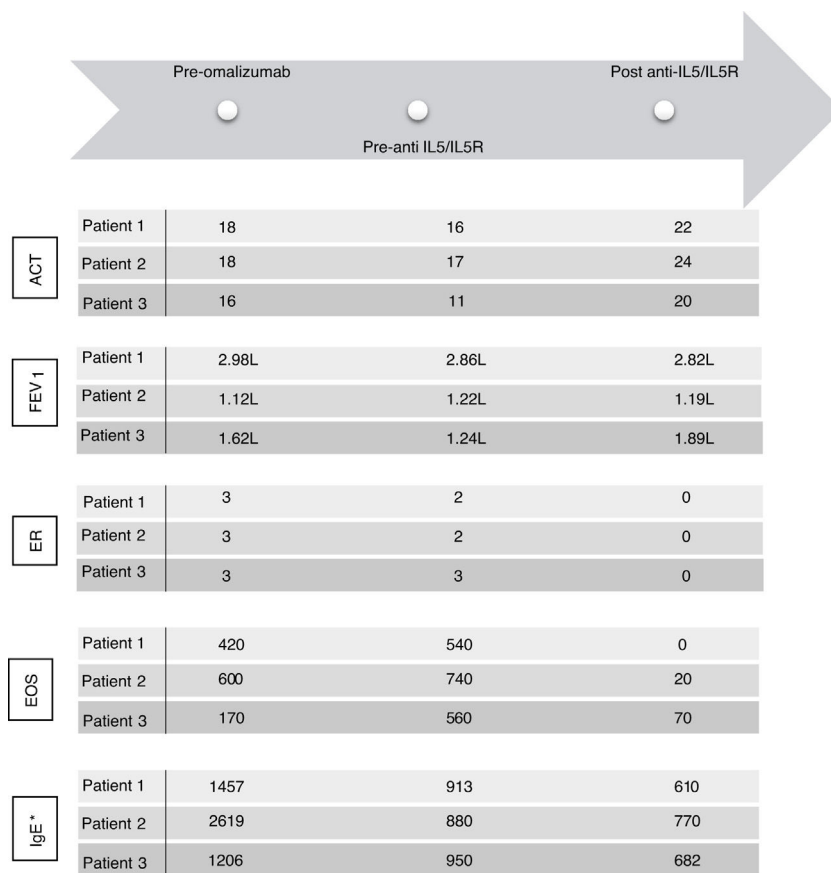 Pre-omalizumab Post anti-IL5/IL5R
Pre-anti IL5/IL5R
ACT
Patient 1 18 16 22
Patient 2 18 17 24
Patient 3 16 11 20
FEV 1
Patient 1 2.98L 2.86L 2.82L
Patient 2 1.12L 1.22L 1.19L
Patient 3 1.62L 1.24L 1.89L
ER
Patient 1 3 2 0
Patient 2 3 2 0
Patient 3 3 3 0
EOS
Patient 1 420 540 0
Patient 2 600 740 20
Patient 3 170 560 70
IgE*
Patient 1 1457 913 610
Patient 2 2619 880 770
Patient 3 1206 950 682